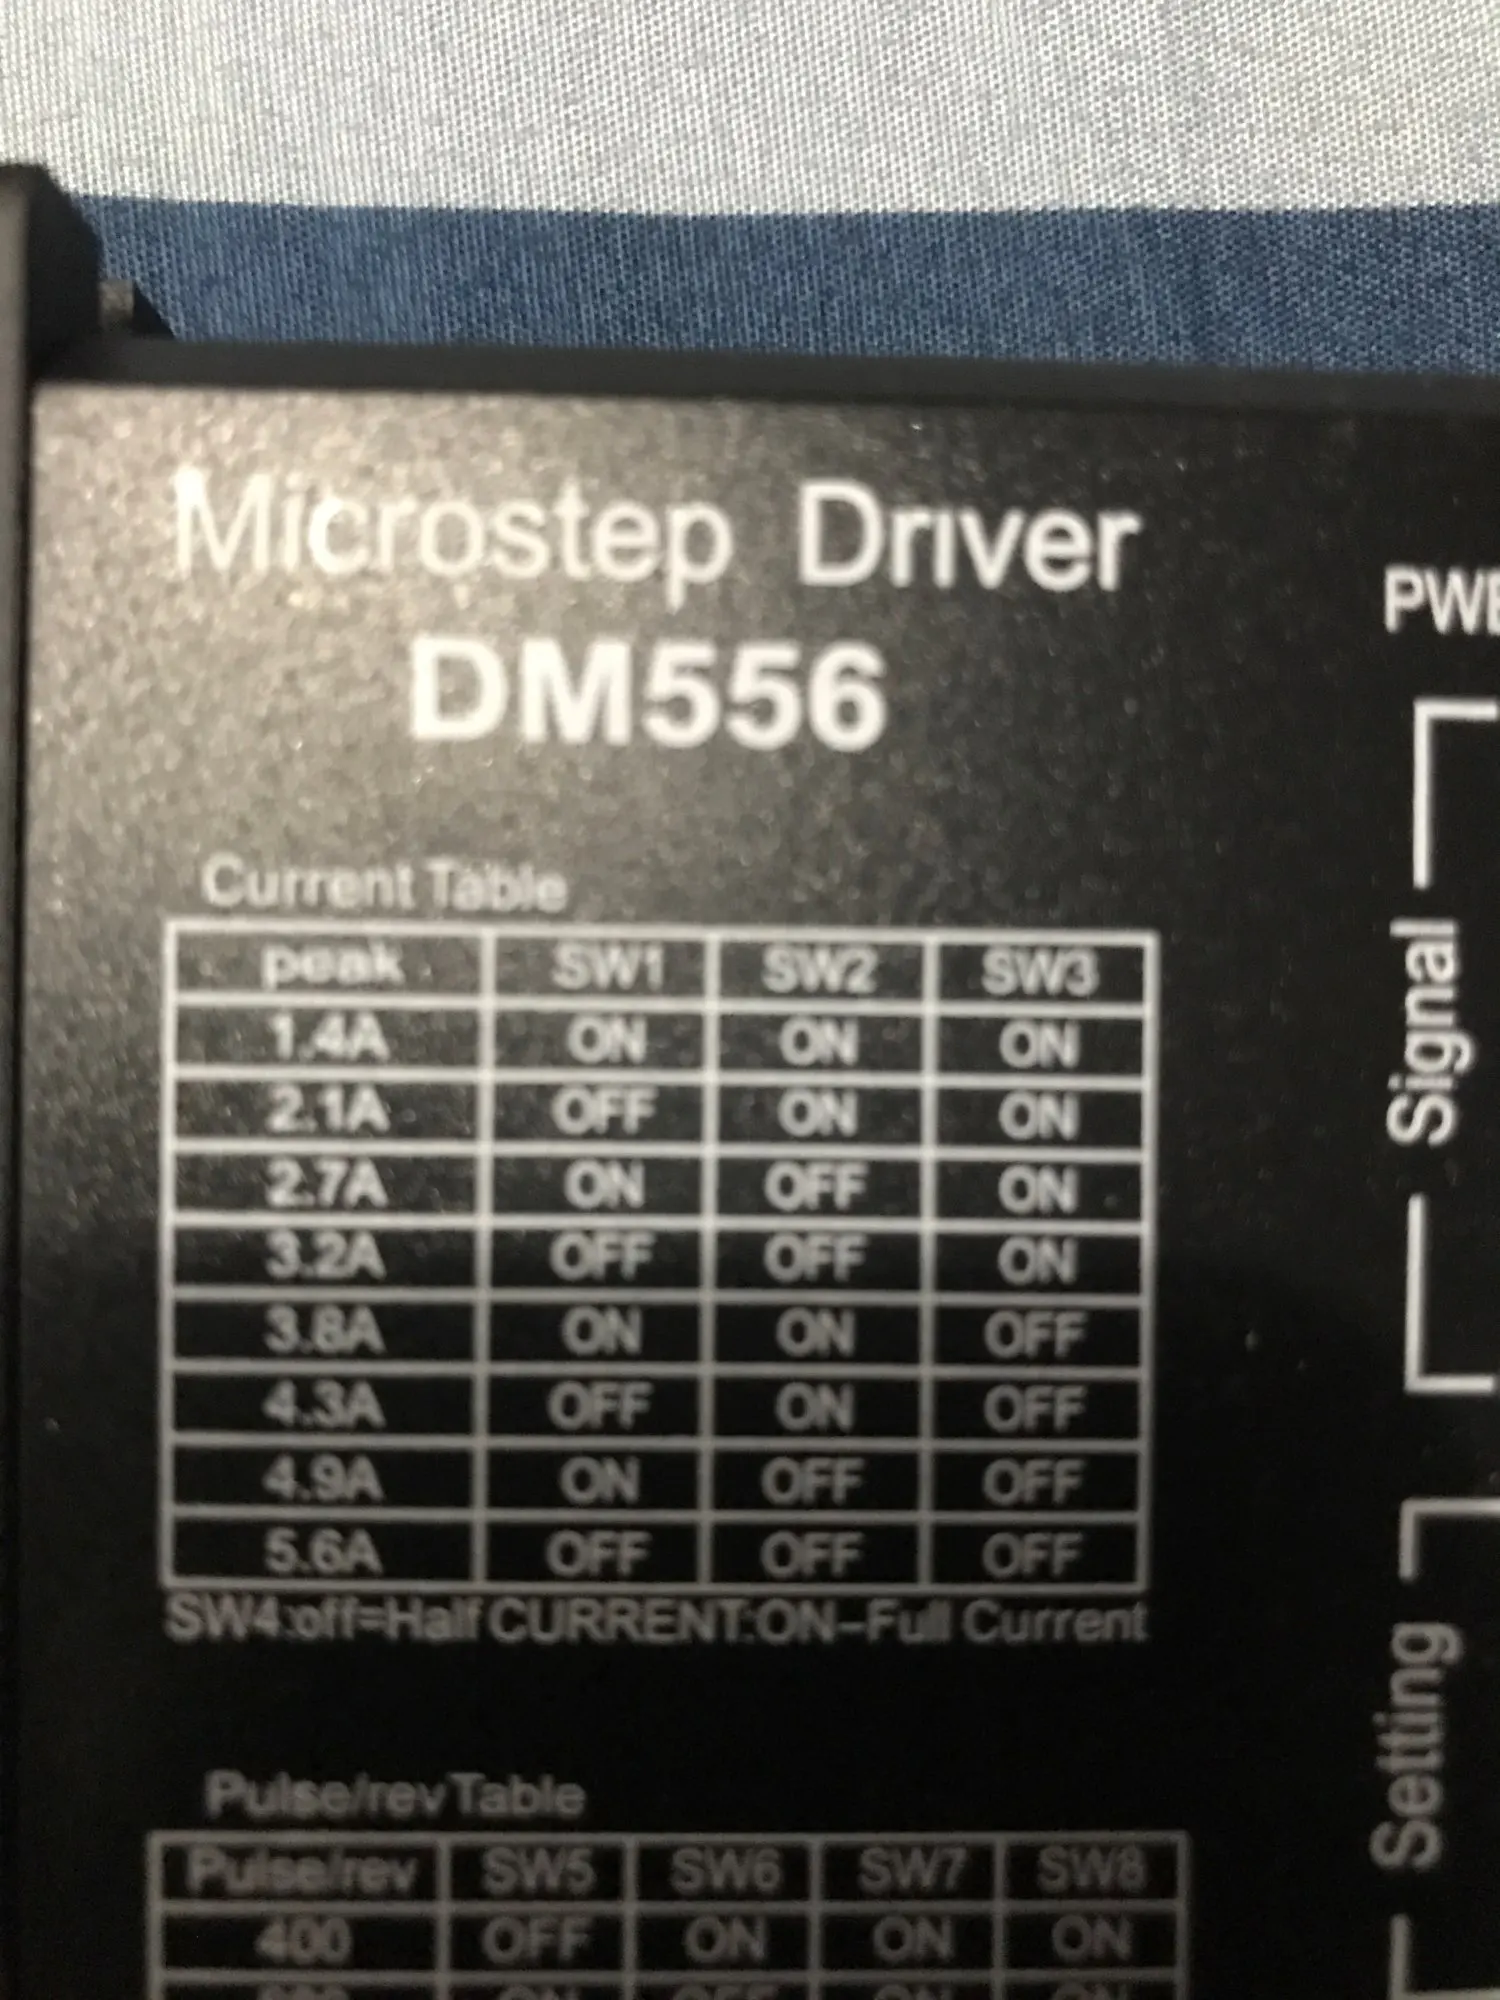 Microstep Driver
DM556
PWE
Signal
Current Table
peak SW1 SW2 SW3
1.4A ON ON ON
2.1A OFF ON ON
2.7A ON OFF ON
3.2A OFF OFF ON
3.8A ON ON OFF
4.3A OFF ON OFF
4.9A ON OFF OFF
5.6A OFF OFF OFF
SW4:off=Half CURRENT:ON–Full Current
Setting
Pulse/rev Table
Pulse/rev SW5 SW6 SW7 SW8
400 OFF ON ON ON